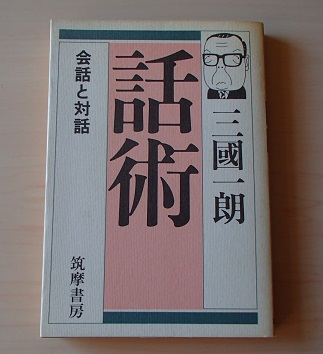 三國一朗
話術
会話と対話
筑摩書房